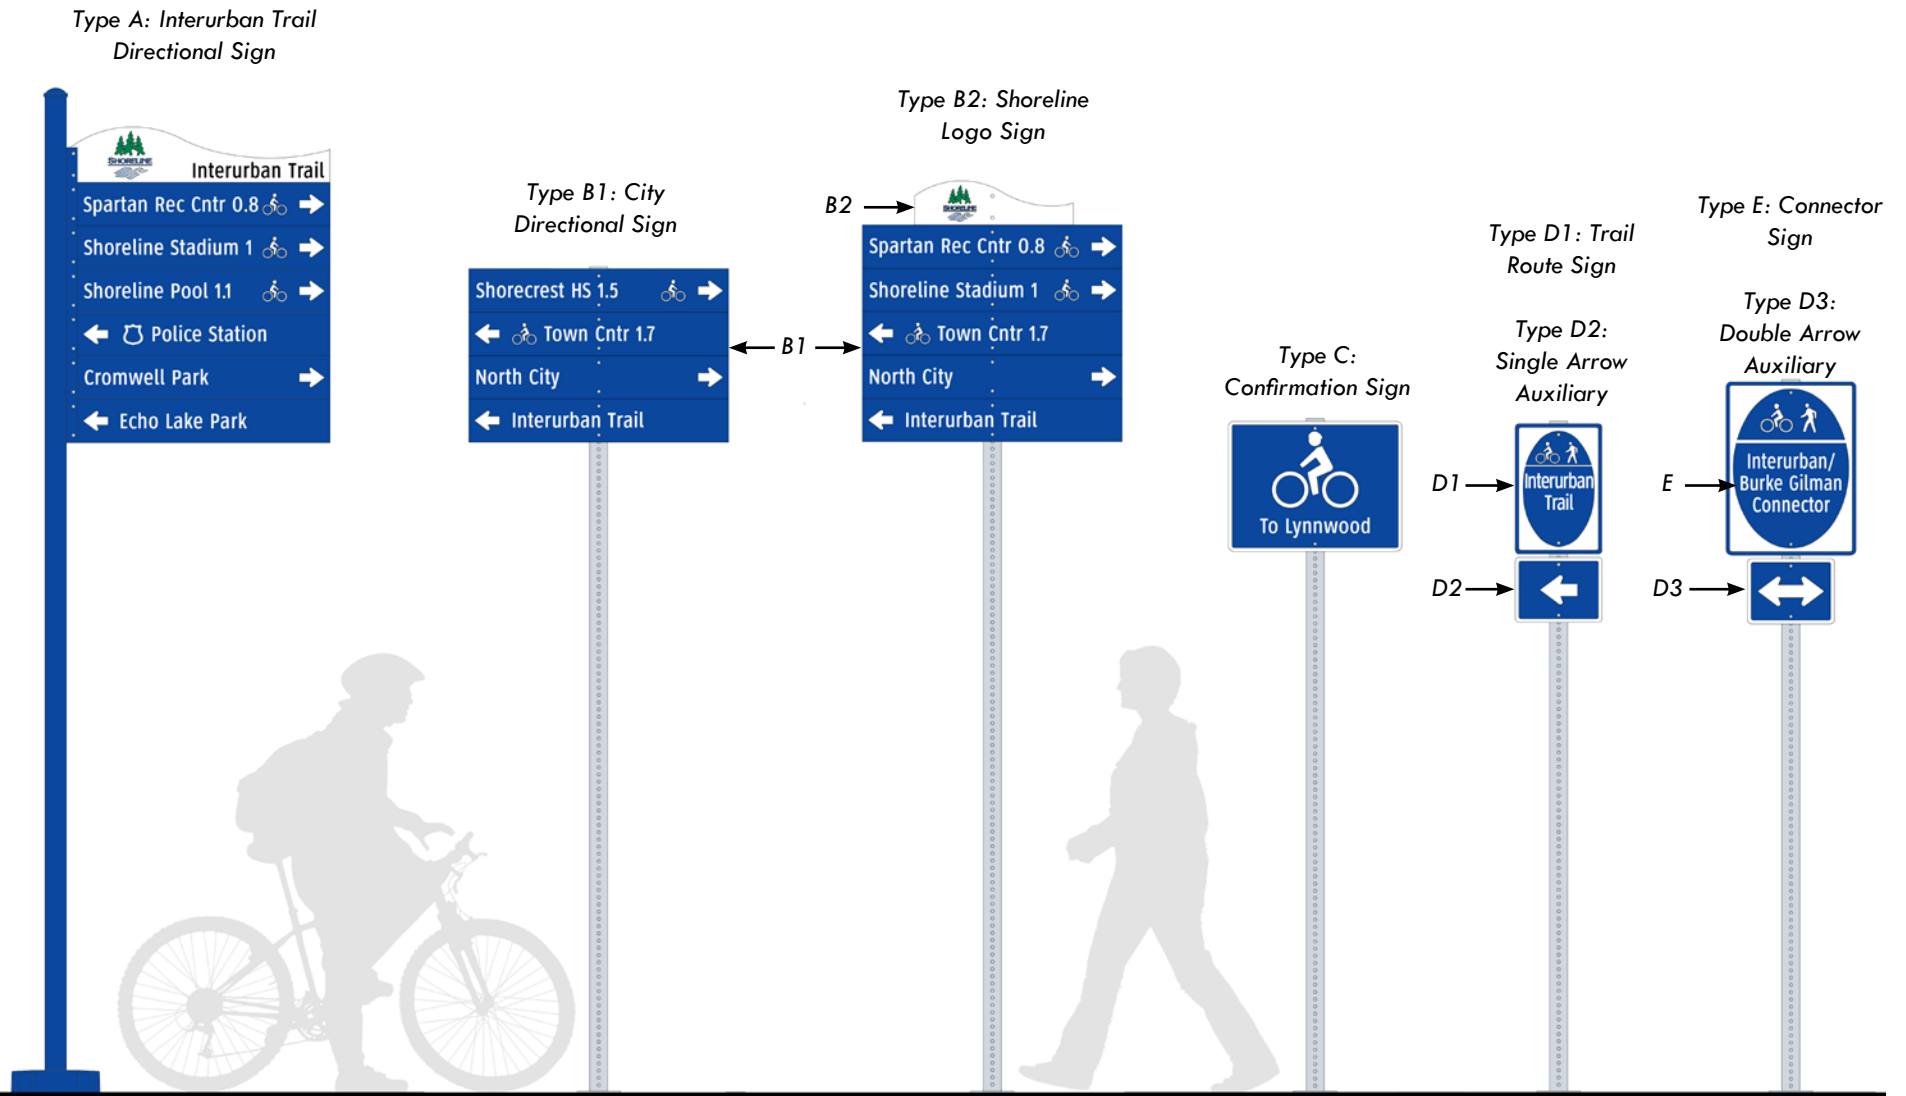 Type A: Interurban Trail
Directional Sign
SHORELINE
Interurban Trail
Spartan Rec Cntr 0.8
Shoreline Stadium 1
Shoreline Pool 1.1
Police Station
Cromwell Park
Echo Lake Park
Type B1: City
Directional Sign
Shorecrest HS 1.5
Town Cntr 1.7
North City
Interurban Trail
B1
Type B2: Shoreline
Logo Sign
B2
SHORELINE
Spartan Rec Cntr 0.8
Shoreline Stadium 1
Town Cntr 1.7
North City
Interurban Trail
Type C:
Confirmation Sign
To Lynnwood
Type D1: Trail
Route Sign
Type D2:
Single Arrow
Auxiliary
D1
Interurban
Trail
D2
Type E: Connector
Sign
Type D3:
Double Arrow
Auxiliary
E
Interurban/
Burke Gilman
Connector
D3